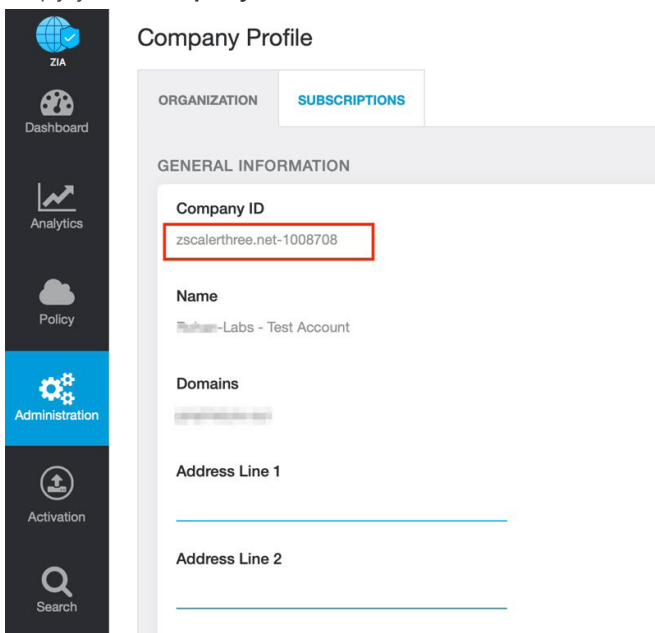 ZIA
Dashboard
Analytics
Policy
Administration
Activation
Search
Company Profile
ORGANIZATION
SUBSCRIPTIONS
GENERAL INFORMATION
Company ID
zscalerthree.net-1008708
Name
-Labs - Test Account
Domains
Address Line 1
Address Line 2